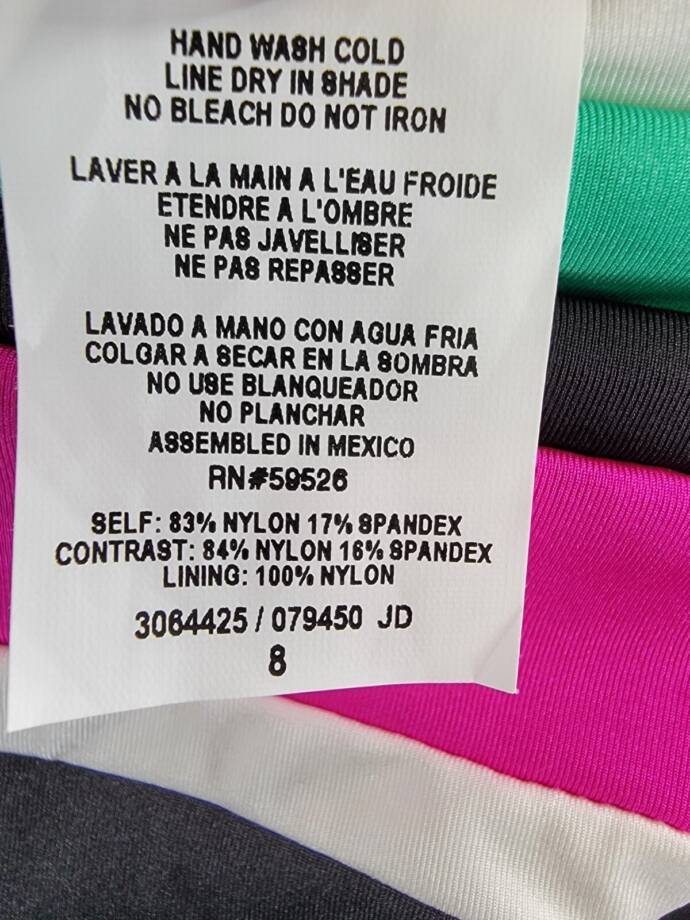 HAND WASH COLD
LINE DRY IN SHADE
NO BLEACH DO NOT IRON
LAVER A LA MAIN A L'EAU FROIDE
ETENDRE A L'OMBRE
NE PAS JAVELLISER
NE PAS REPASSER
LAVADO A MANO CON AGUA FRIA
COLGAR A SECAR EN LA SOMBRA
NO USE BLANQUEADOR
NO PLANCHAR
ASSEMBLED IN MEXICO
RN#59526
SELF: 83% NYLON 17% SPANDEX
CONTRAST: 84% NYLON 16% SPANDEX
LINING: 100% NYLON
3064425 / 079450 JD
8